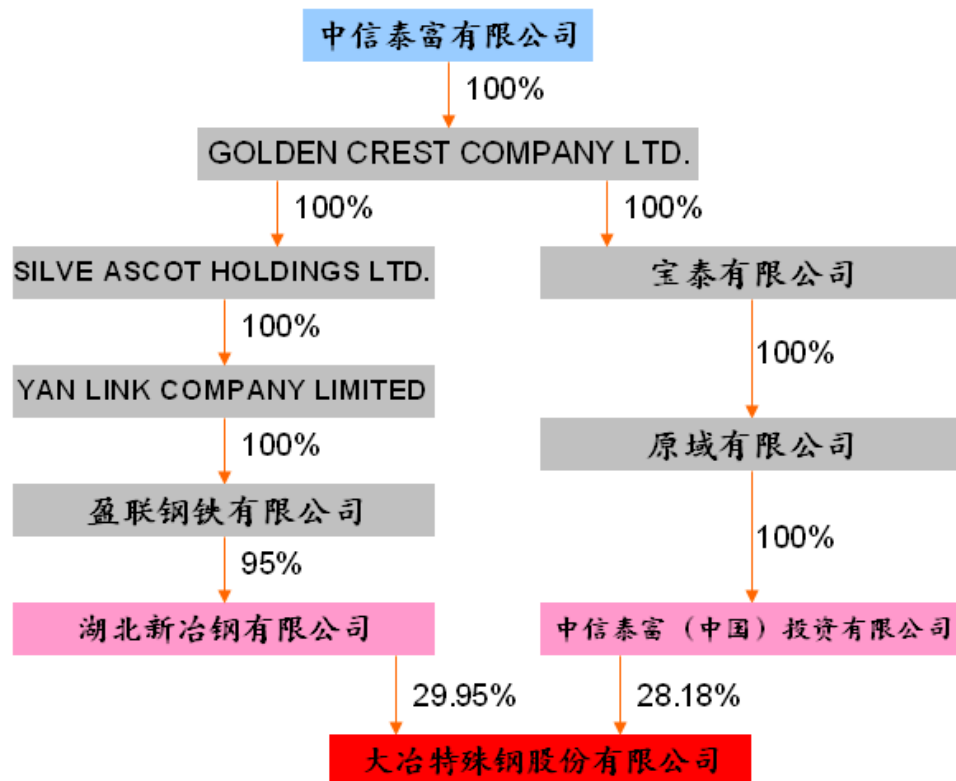 中信泰富有限公司
100%
GOLDEN CREST COMPANY LTD.
100%
100%
SILVE ASCOT HOLDINGS LTD.
宝泰有限公司
100%
100%
YAN LINK COMPANY LIMITED
100%
原域有限公司
盈联钢铁有限公司
100%
95%
湖北新冶钢有限公司
中信泰富（中国）投资有限公司
29.95%
28.18%
大冶特殊钢股份有限公司